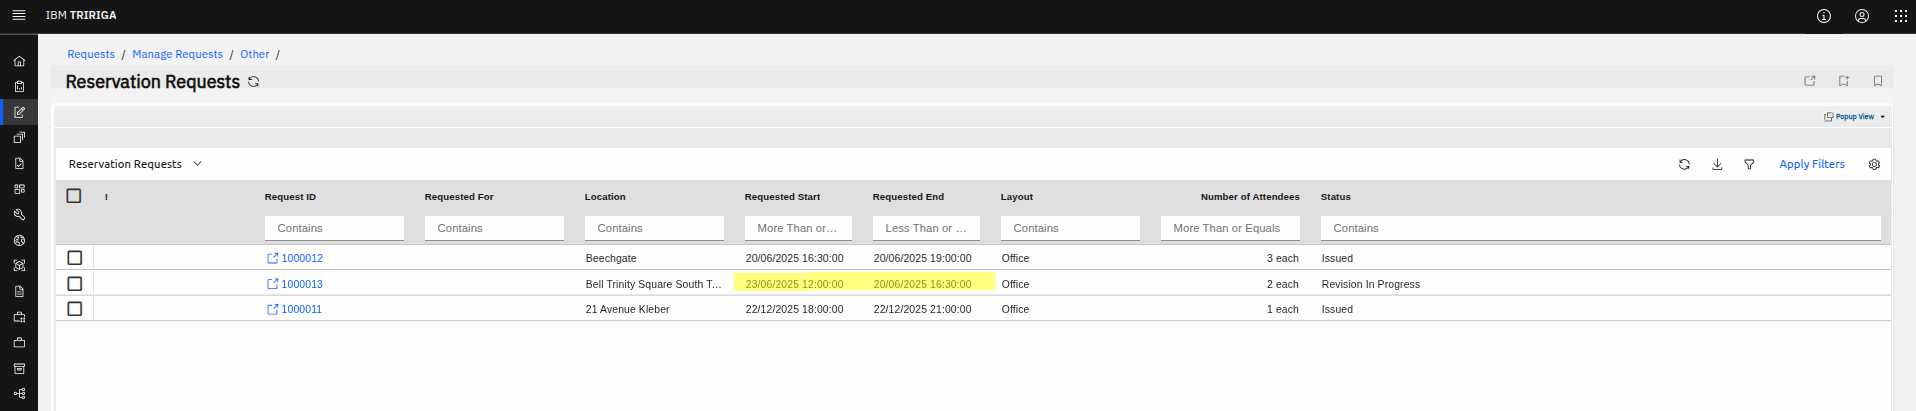 IBM TRIRIGA
Requests / Manage Requests / Other /
Reservation Requests
Popup View
Reservation Requests
Apply Filters
! Request ID Requested For Location Requested Start Requested End Layout Number of Attendees Status
Contains Contains Contains More Than or... Less Than or ... Contains More Than or Equals Contains
1000012 Beechgate 20/06/2025 16:30:00 20/06/2025 19:00:00 Office 3 each Issued
1000013 Bell Trinity Square South T... 23/06/2025 12:00:00 20/06/2025 16:30:00 Office 2 each Revision In Progress
1000011 21 Avenue Kleber 22/12/2025 18:00:00 22/12/2025 21:00:00 Office 1 each Issued